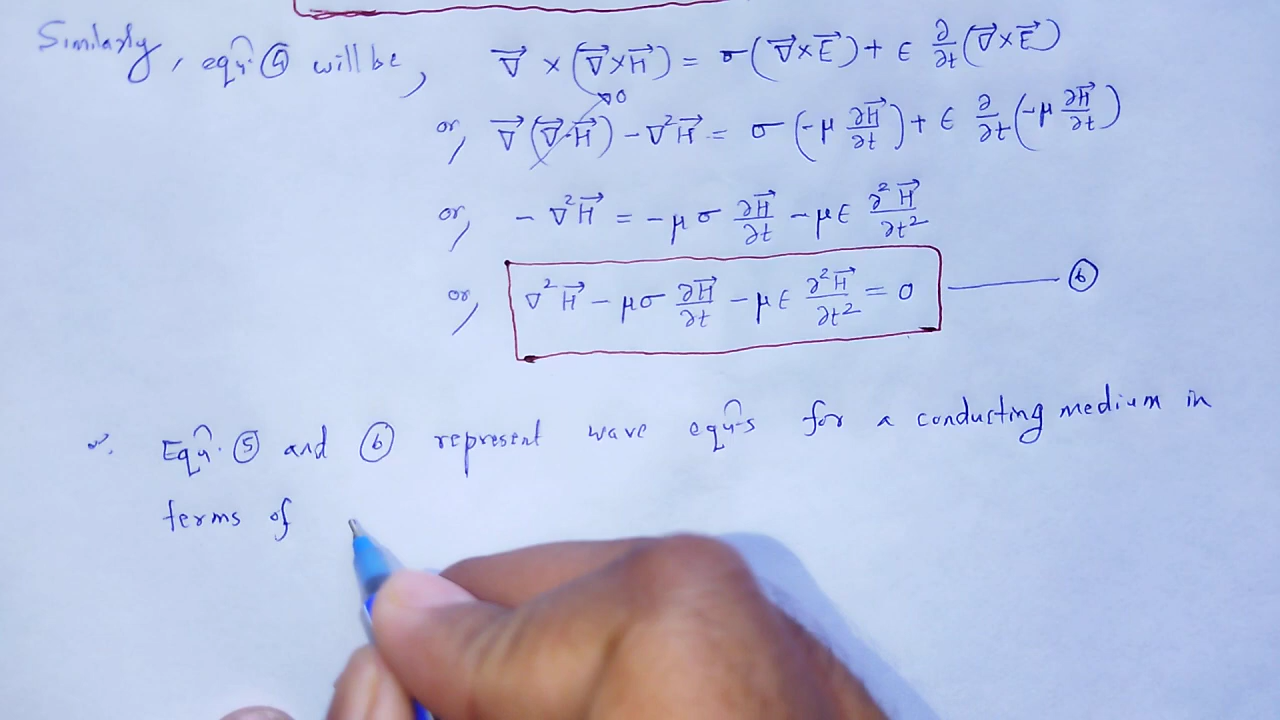 Similarly, eqn. ④ will be, ∇⃗ × (∇⃗×H⃗) = σ(∇⃗×E⃗) + ϵ ∂/∂t (∇⃗×E⃗)
→0
or, ∇⃗(∇⃗·H⃗) - ∇²H⃗ = σ(-μ ∂H⃗/∂t) + ϵ ∂/∂t (-μ ∂H⃗/∂t)
or, - ∇²H⃗ = -μσ ∂H⃗/∂t - μϵ ∂²H⃗/∂t²
or, ∇²H⃗ - μσ ∂H⃗/∂t - μϵ ∂²H⃗/∂t² = 0 —— ⑥
∴ Eqn. ⑤ and ⑥ represent wave eqns for a conducting medium in
terms of